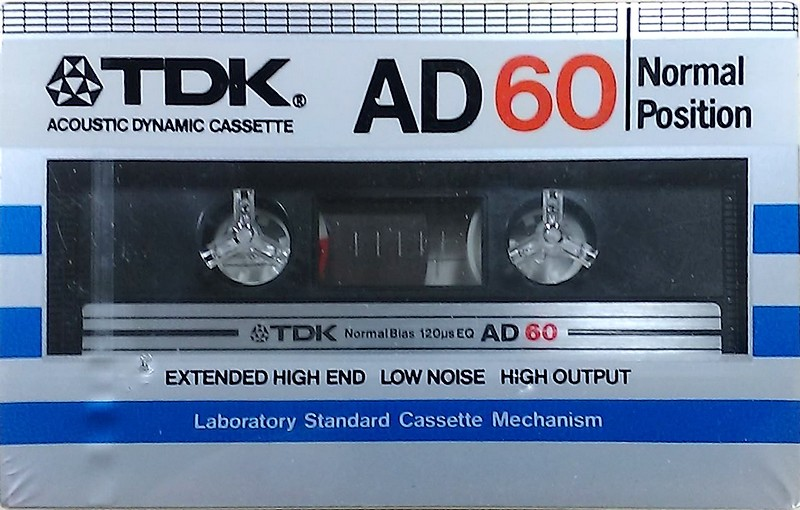 TDK®
ACOUSTIC DYNAMIC CASSETTE
AD 60
Normal
Position
TDK Normal Bias 120µs EQ AD 60
EXTENDED HIGH END LOW NOISE HIGH OUTPUT
Laboratory Standard Cassette Mechanism